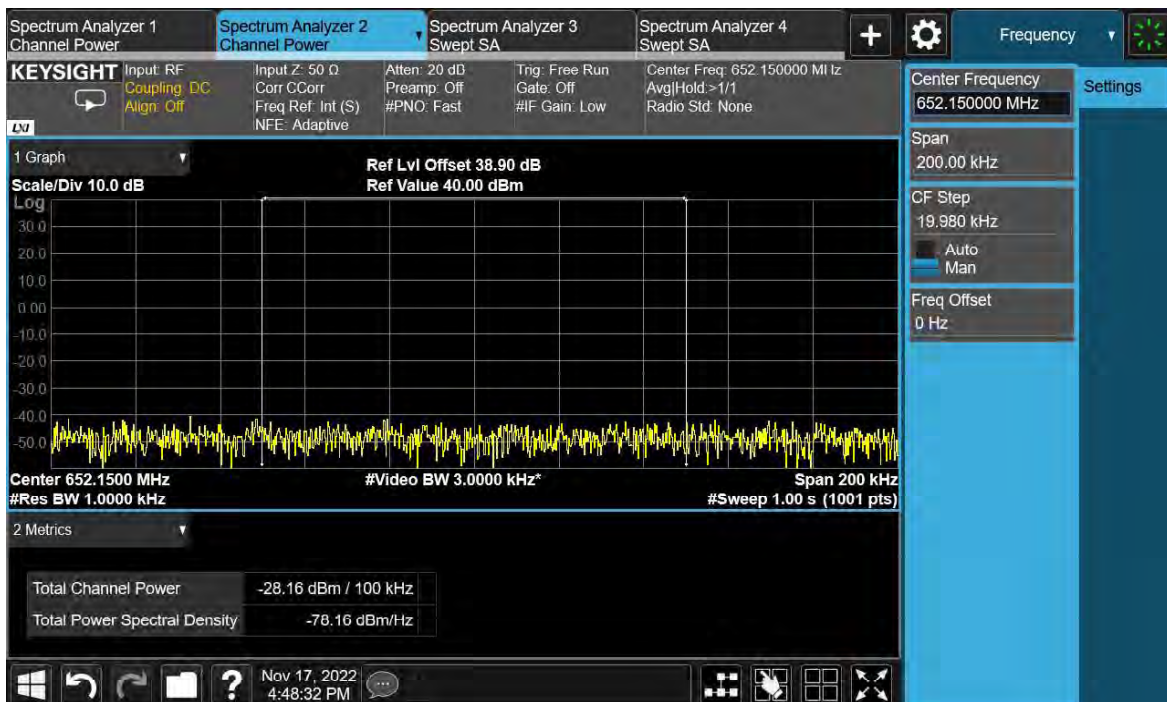 Spectrum Analyzer 1
Channel Power
Spectrum Analyzer 2
Channel Power
Spectrum Analyzer 3
Swept SA
Spectrum Analyzer 4
Swept SA
+
Frequency
KEYSIGHT
LXI
Input: RF
Coupling: DC
Align: Off
Input Z: 50 Ω
Corr CCorr
Freq Ref: Int (S)
NFE: Adaptive
Atten: 20 dB
Preamp: Off
#PNO: Fast
Trig: Free Run
Gate: Off
#IF Gain: Low
Center Freq: 652.150000 MHz
Avg|Hold:>1/1
Radio Std: None
Center Frequency
652.150000 MHz
Settings
Span
200.00 kHz
CF Step
19.980 kHz
Auto
Man
Freq Offset
0 Hz
1 Graph
Ref Lvl Offset 38.90 dB
Scale/Div 10.0 dB
Ref Value 40.00 dBm
Log
30.0
20.0
10.0
0.00
-10.0
-20.0
-30.0
-40.0
-50.0
Center 652.1500 MHz
#Video BW 3.0000 kHz*
Span 200 kHz
#Res BW 1.0000 kHz
#Sweep 1.00 s (1001 pts)
2 Metrics
Total Channel Power -28.16 dBm / 100 kHz
Total Power Spectral Density -78.16 dBm/Hz
?
Nov 17, 2022
4:48:32 PM